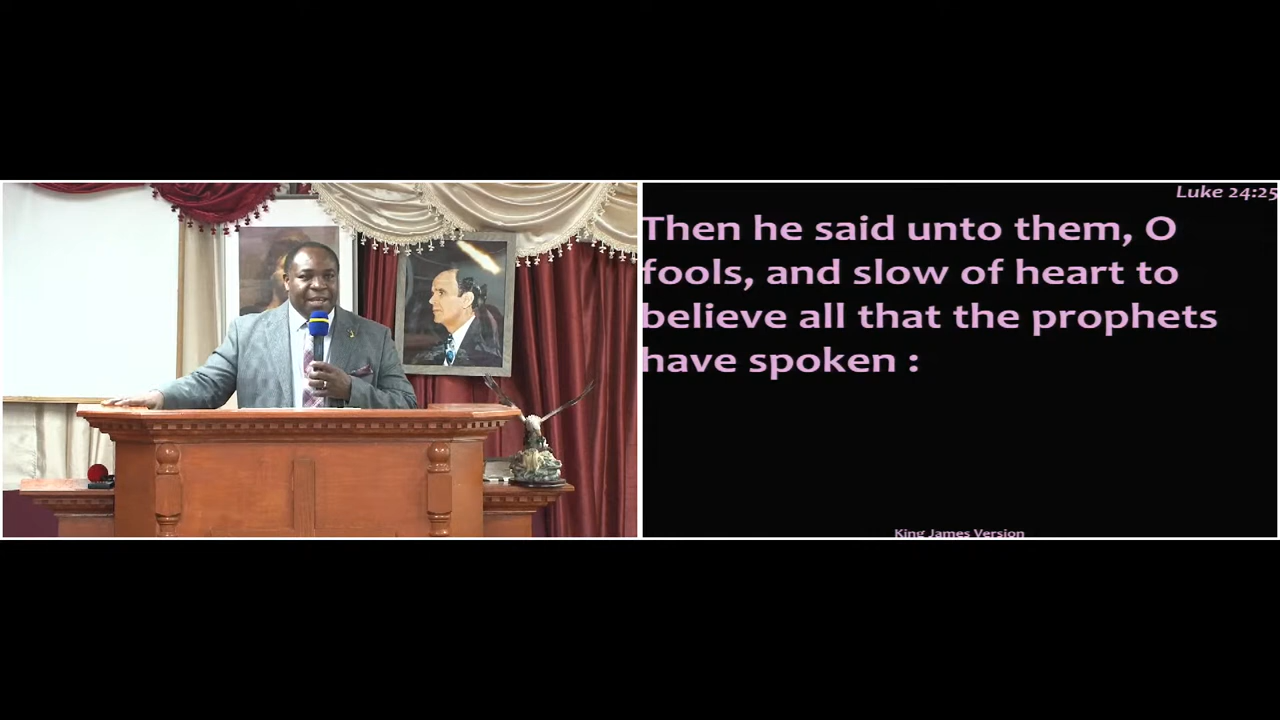 Luke 24:25
Then he said unto them, O
fools, and slow of heart to
believe all that the prophets
have spoken :
King James Version